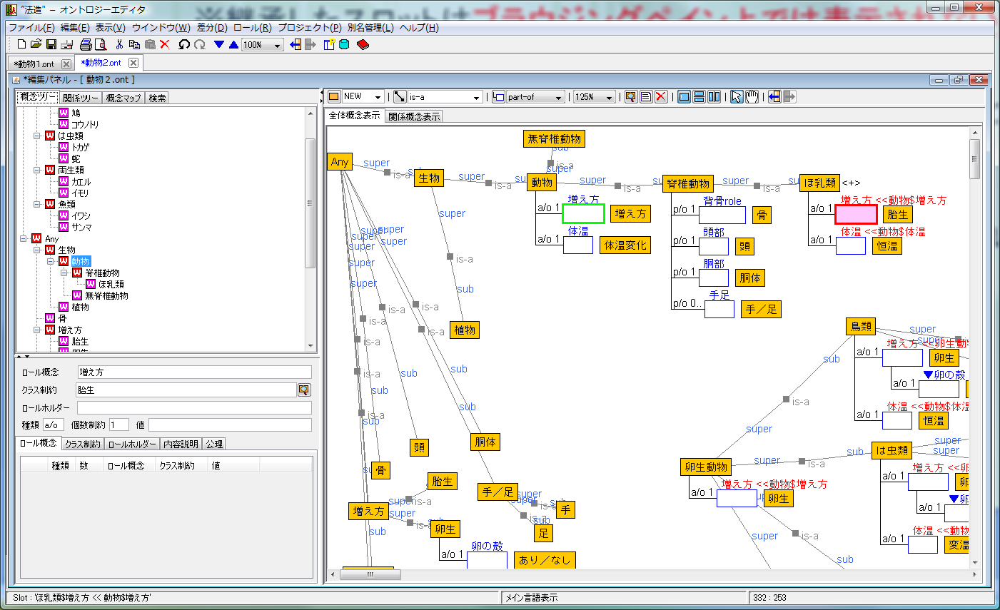 "法造" － オントロジーエディタ
ファイル(F) 編集(E) 表示(V) ウインドウ(W) 差分(D) ロール(R) プロジェクト(P) 別名管理(L) ヘルプ(H)
100%
*動物1.ont
*動物2.ont
*編集パネル - [ 動物２.ont ]
概念ツリー 関係ツリー 概念マップ 検索
鳩
コウノトリ
は虫類
トカゲ
蛇
両生類
カエル
イモリ
魚類
イワシ
サンマ
Any
生物
動物
脊椎動物
ほ乳類
無脊椎動物
植物
骨
増え方
胎生
ロール概念 増え方
クラス制約 胎生
ロールホルダー
種類 a/o 個数制約 1 値
ロール概念 クラス制約 ロールホルダー 内容説明 公理
種類 数 ロール概念 クラス制約 値
NEW is-a part-of 125%
全体概念表示 関係概念表示
無脊椎動物
sub
is-a
super
Any
super
is-a
生物
super
is-a
動物
super
is-a
脊椎動物
super
is-a
ほ乳類 <+>
増え方
a/o 1
増え方
体温
a/o 1
体温変化
背骨role
p/o 1
骨
頭部
p/o 1
頭
胴部
p/o 1
胴体
手足
p/o 0..
手／足
増え方 <<動物$増え方
a/o 1
胎生
体温 <<動物$体温
a/o 1
恒温
super
is-a
sub
植物
super
super
super
super
super
super
super
is-a
is-a
is-a
is-a
is-a
is-a
is-a
sub
sub
sub
sub
sub
sub
頭
胴体
骨
胎生
手／足
super
is-a
super
手
is-a
sub
足
増え方
super
is-a
super
is-a
卵生
sub
卵の殻
a/o 1
あり／なし
鳥類
super
super
増え方 <<卵生動
a/o 1
卵生
▼卵の殻
a/o 1
体温 <<動物$体温
a/o 1
恒温
sub
is-a
super
卵生動物
super
is-a
sub
は虫類
super
super
増え方 <<動物$増え方
a/o 1
卵生
増え方 <<卵
a/o 1
▼卵
a/o 1
体温 <<動物
a/o 1
変温
super
is-a
sub
Slot : 'ほ乳類$増え方 << 動物$増え方'
メイン言語表示
332 : 253